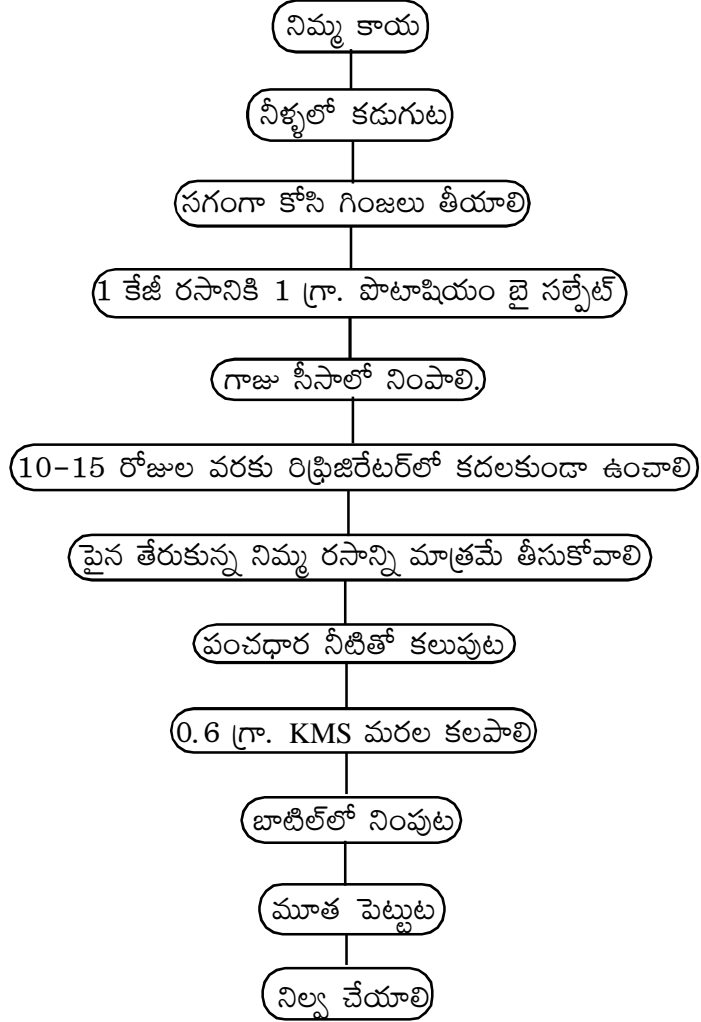 నిమ్మ కాయ
నీళ్ళలో కడుగుట
సగంగా కోసి గింజలు తీయాలి
1 కేజీ రసానికి 1 గ్రా. పొటాషియం బై సల్ఫేట్
గాజు సీసాలో నింపాలి.
10-15 రోజుల వరకు రిఫ్రిజిరేటర్‌లో కదలకుండా ఉంచాలి
పైన తేరుకున్న నిమ్మ రసాన్ని మాత్రమే తీసుకోవాలి
పంచధార నీటితో కలుపుట
0.6 గ్రా. KMS మరల కలపాలి
బాటిల్‌లో నింపుట
మూత పెట్టుట
నిల్వ చేయాలి